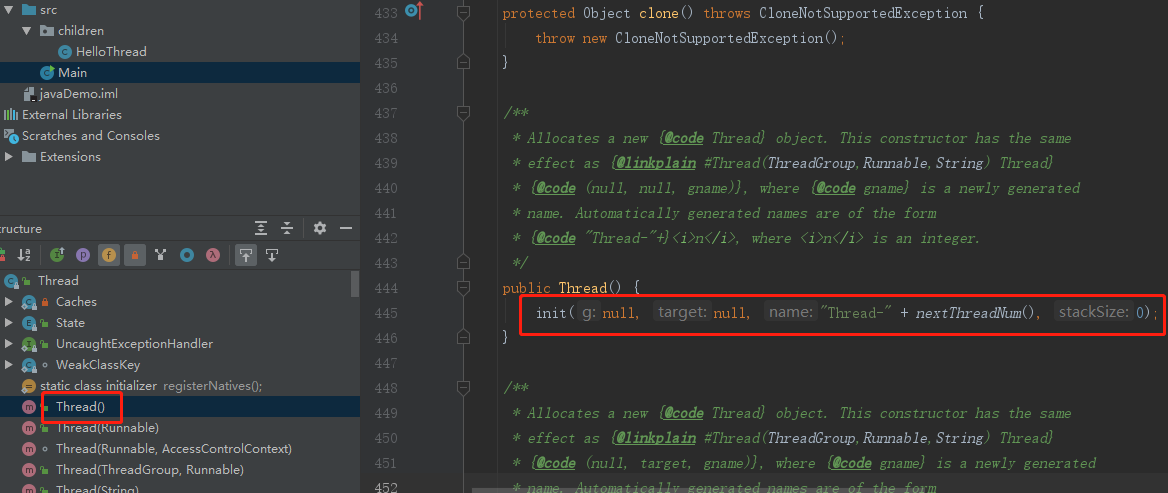 src
children
HelloThread
Main
javaDemo.iml
External Libraries
Scratches and Consoles
Extensions
ructure
Thread
Caches
State
UncaughtExceptionHandler
WeakClassKey
static class initializer registerNatives();
Thread()
Thread(Runnable)
Thread(Runnable, AccessControlContext)
Thread(ThreadGroup, Runnable)
Thread(String)
433 protected Object clone() throws CloneNotSupportedException {
434 throw new CloneNotSupportedException();
435 }
436
437 /**
438 * Allocates a new {@code Thread} object. This constructor has the same
439 * effect as {@linkplain #Thread(ThreadGroup,Runnable,String) Thread}
440 * {@code (null, null, gname)}, where {@code gname} is a newly generated
441 * name. Automatically generated names are of the form
442 * {@code "Thread-"+}<i>n</i>, where <i>n</i> is an integer.
443 */
444 public Thread() {
445 init( g: null, target: null, name: "Thread-" + nextThreadNum(), stackSize: 0);
446 }
447
448 /**
449 * Allocates a new {@code Thread} object. This constructor has the same
450 * effect as {@linkplain #Thread(ThreadGroup,Runnable,String) Thread}
451 * {@code (null, target, gname)}, where {@code gname} is a newly generated
452 * name. Automatically generated names are of the form